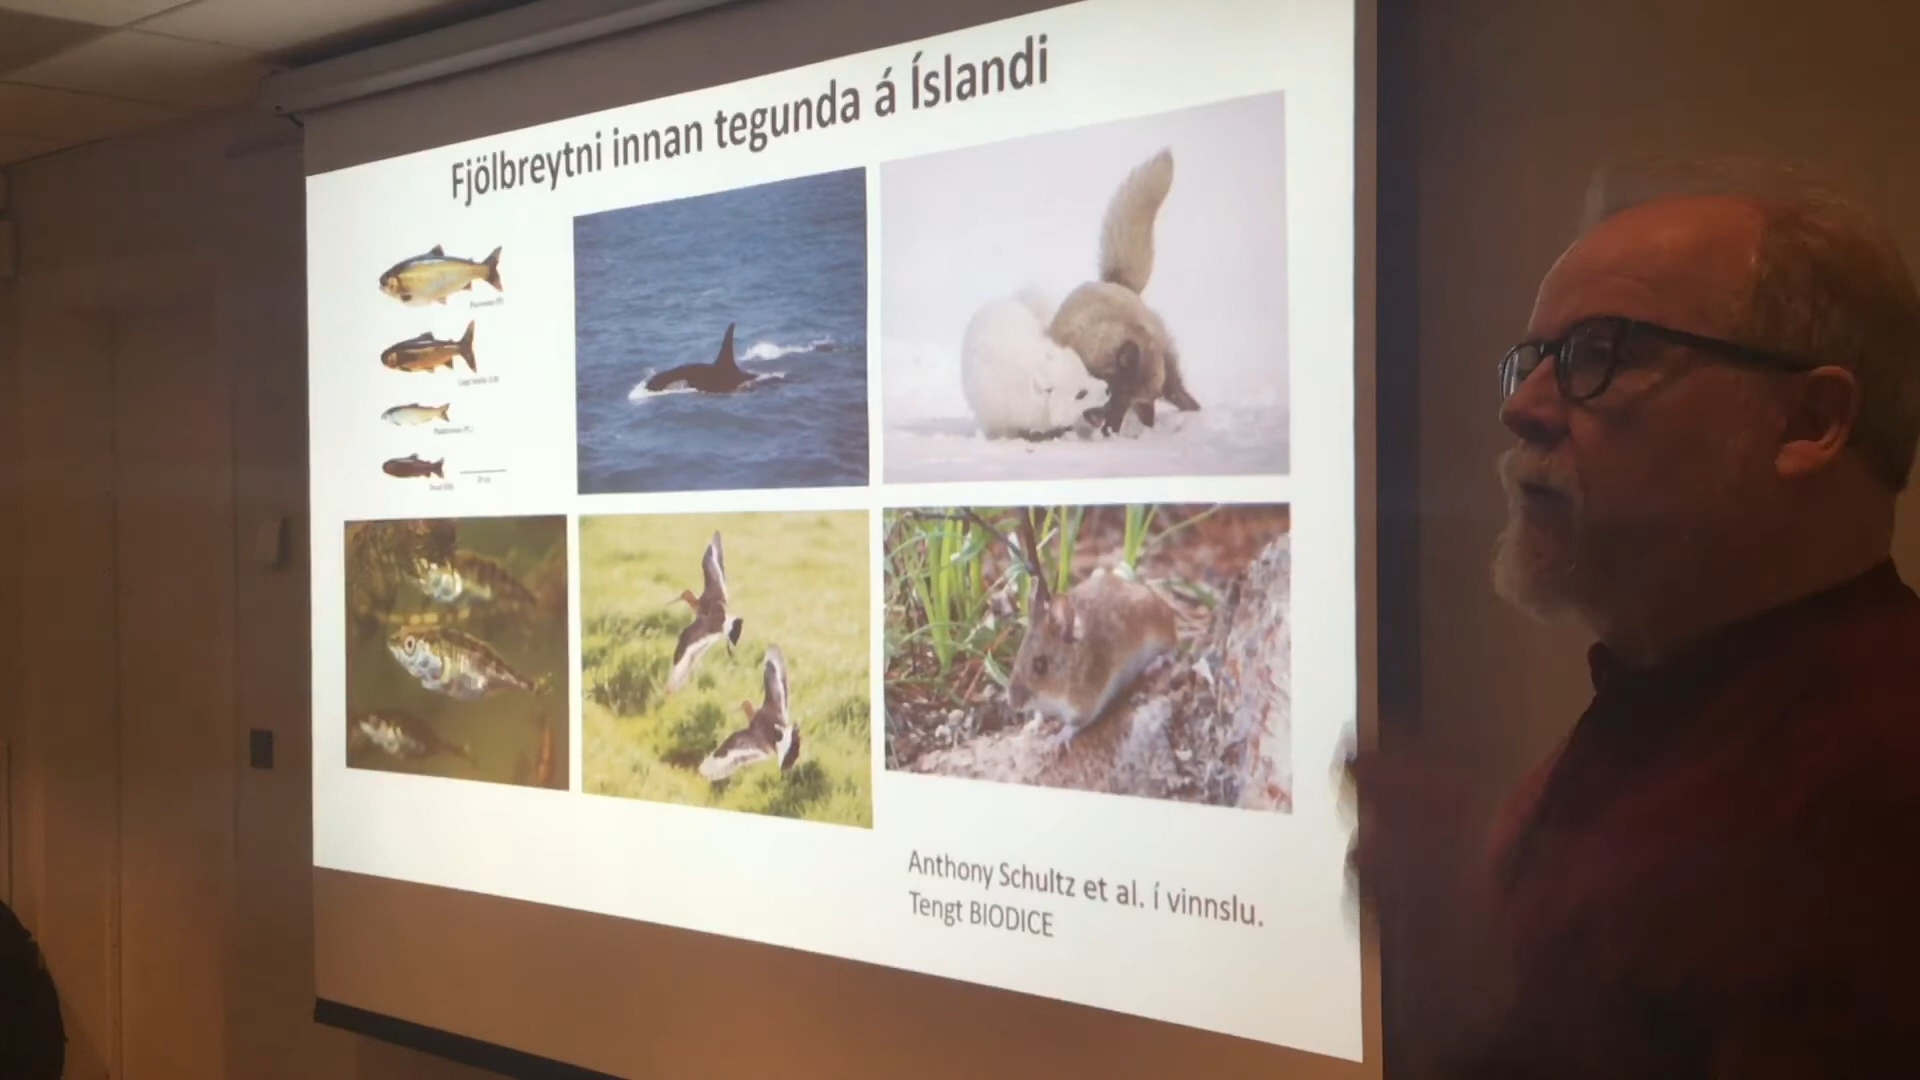 Fjölbreytni innan tegunda á Íslandi
Anthony Schultz et al. í vinnslu.
Tengt BIODICE